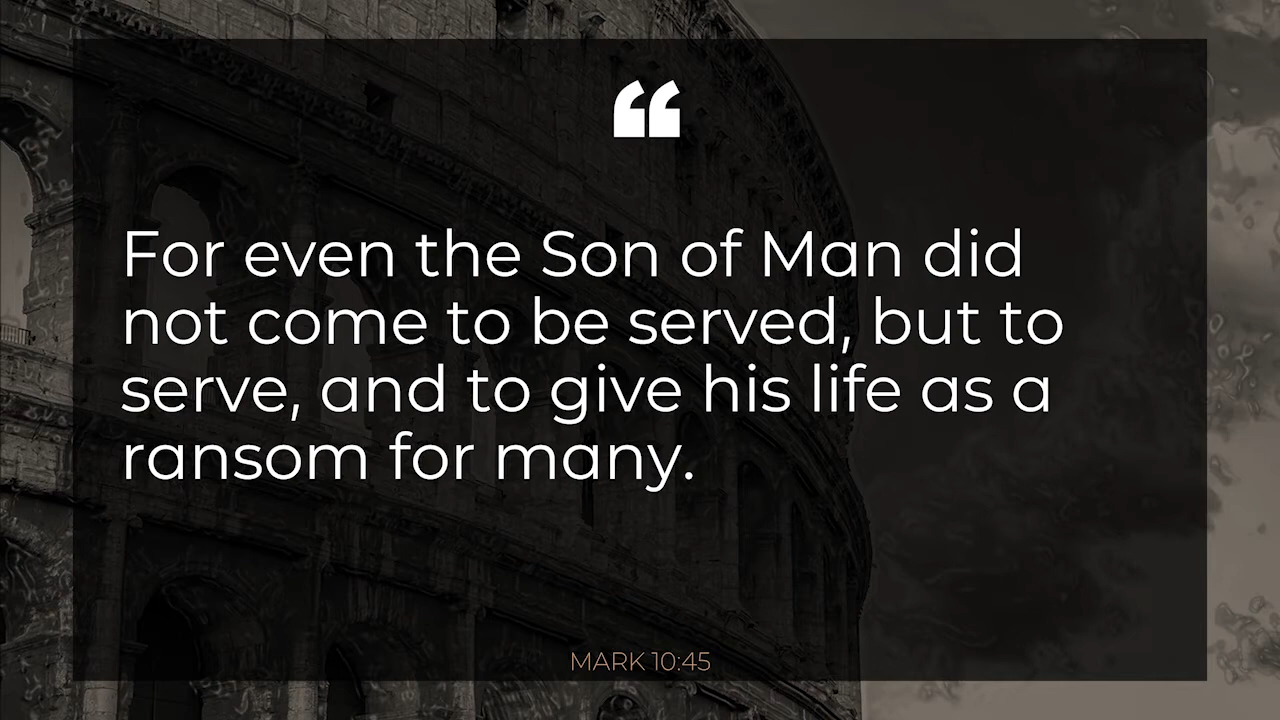 “
For even the Son of Man did
not come to be served, but to
serve, and to give his life as a
ransom for many.
MARK 10:45